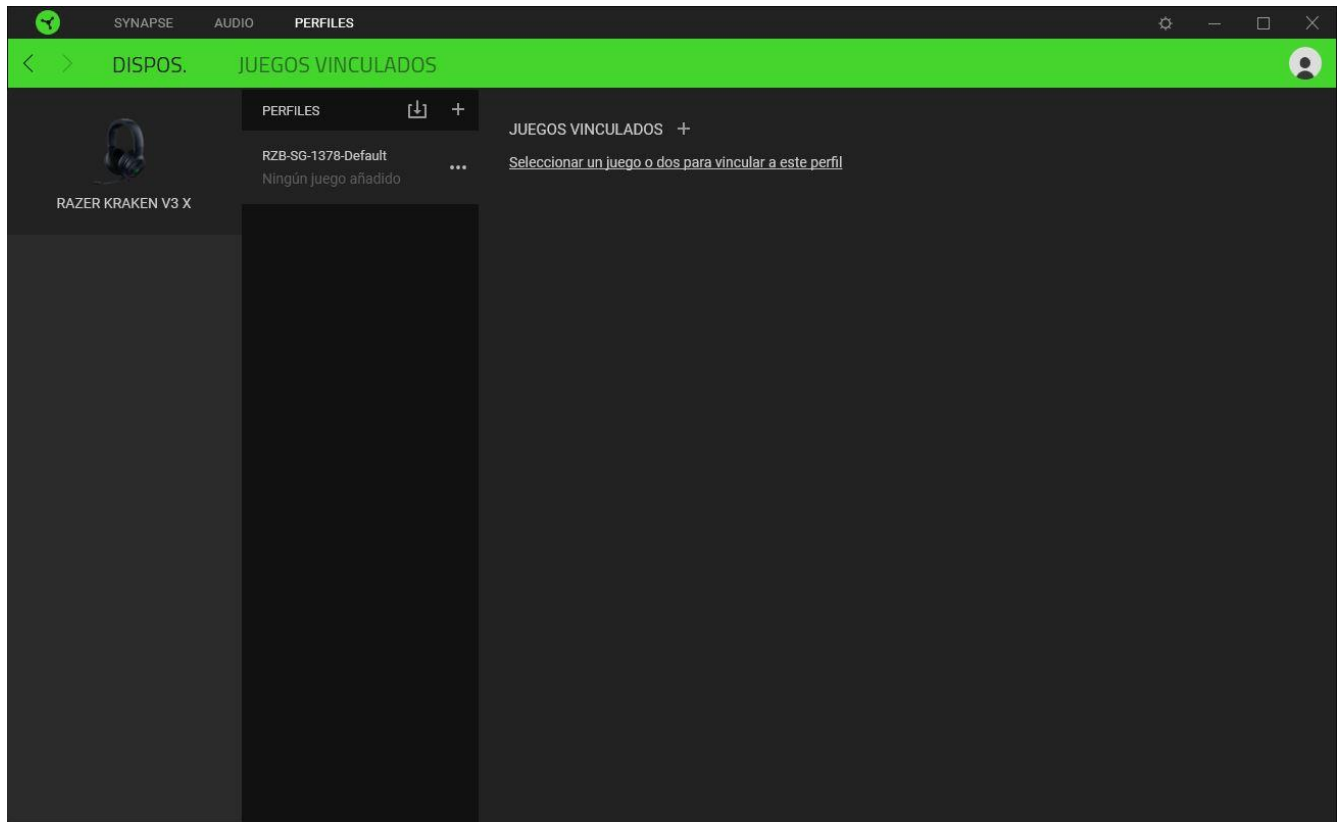 SYNAPSE AUDIO PERFILES
DISPOS. JUEGOS VINCULADOS
RAZER KRAKEN V3 X
PERFILES
RZB-SG-1378-Default
Ningún juego añadido
JUEGOS VINCULADOS
Seleccionar un juego o dos para vincular a este perfil